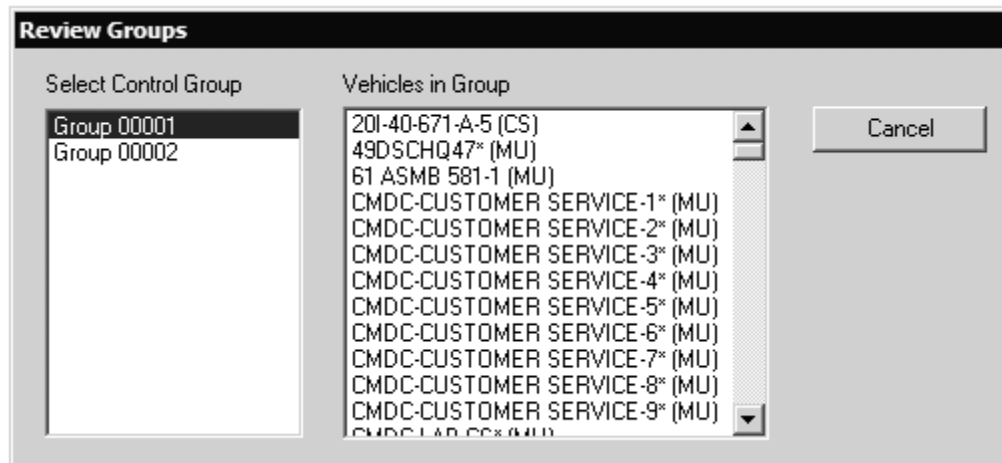 Review Groups
Select Control Group
Group 00001
Group 00002
Vehicles in Group
20I-40-671-A-5 (CS)
49DSCHQ47* (MU)
61 ASMB 581-1 (MU)
CMDC-CUSTOMER SERVICE-1* (MU)
CMDC-CUSTOMER SERVICE-2* (MU)
CMDC-CUSTOMER SERVICE-3* (MU)
CMDC-CUSTOMER SERVICE-4* (MU)
CMDC-CUSTOMER SERVICE-5* (MU)
CMDC-CUSTOMER SERVICE-6* (MU)
CMDC-CUSTOMER SERVICE-7* (MU)
CMDC-CUSTOMER SERVICE-8* (MU)
CMDC-CUSTOMER SERVICE-9* (MU)
Cancel